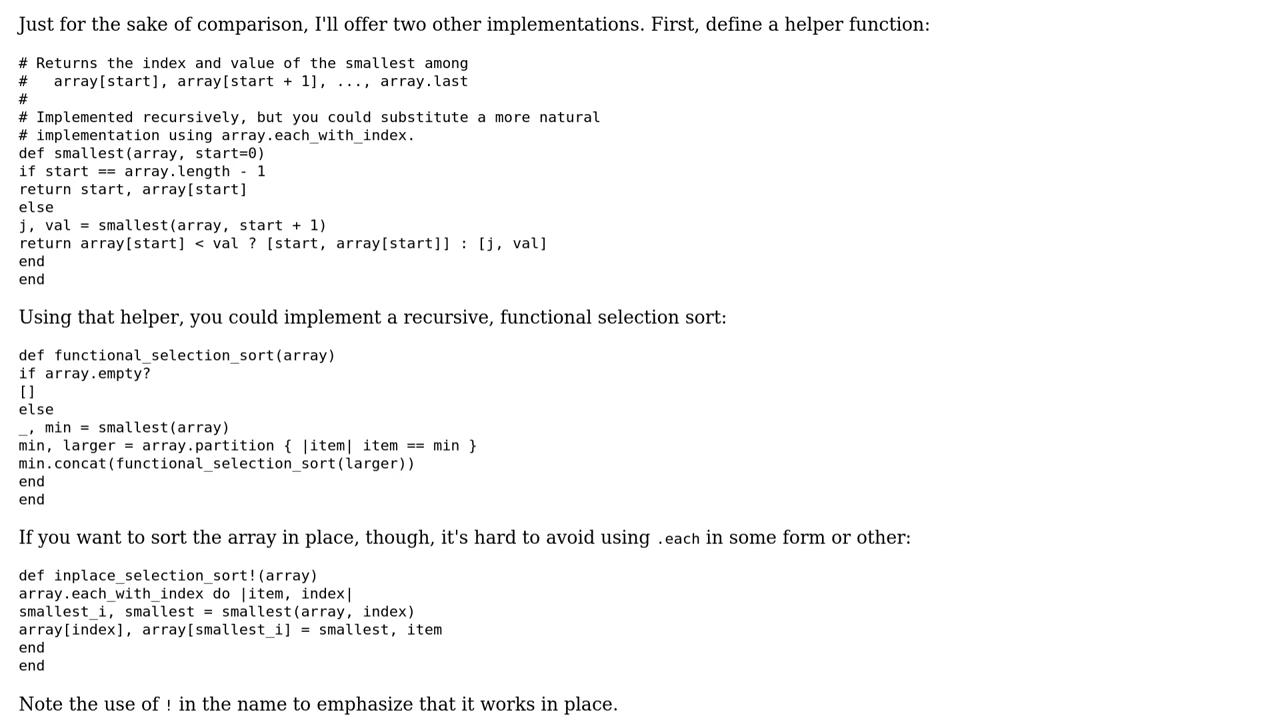 Just for the sake of comparison, I'll offer two other implementations. First, define a helper function:
# Returns the index and value of the smallest among
#   array[start], array[start + 1], ..., array.last
#
# Implemented recursively, but you could substitute a more natural
# implementation using array.each_with_index.
def smallest(array, start=0)
if start == array.length - 1
return start, array[start]
else
j, val = smallest(array, start + 1)
return array[start] < val ? [start, array[start]] : [j, val]
end
end
Using that helper, you could implement a recursive, functional selection sort:
def functional_selection_sort(array)
if array.empty?
[]
else
_, min = smallest(array)
min, larger = array.partition { |item| item == min }
min.concat(functional_selection_sort(larger))
end
end
If you want to sort the array in place, though, it's hard to avoid using .each in some form or other:
def inplace_selection_sort!(array)
array.each_with_index do |item, index|
smallest_i, smallest = smallest(array, index)
array[index], array[smallest_i] = smallest, item
end
end
Note the use of ! in the name to emphasize that it works in place.